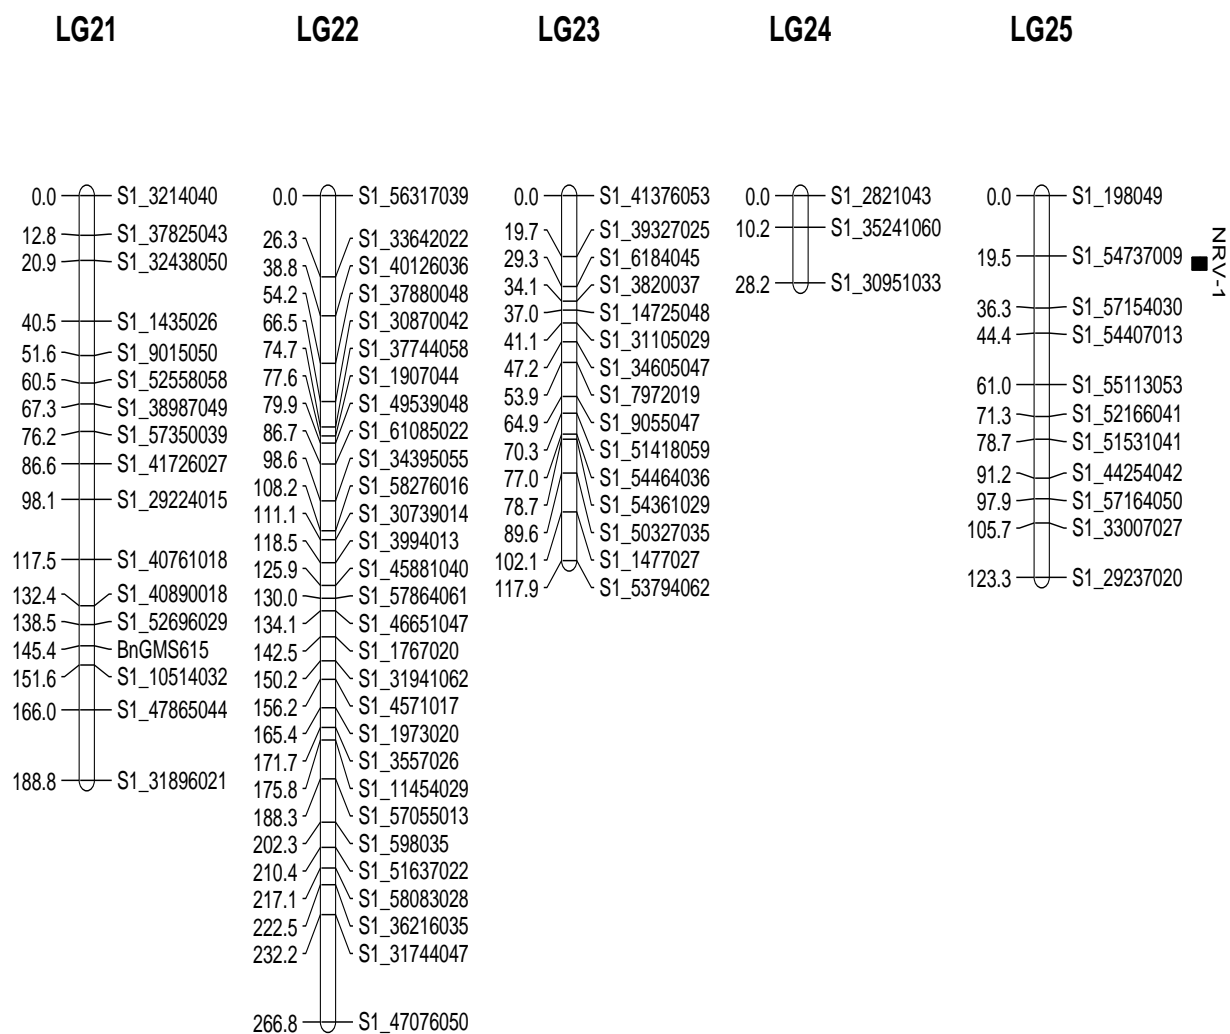 LG21
0.0 S1_3214040
12.8 S1_37825043
20.9 S1_32438050
40.5 S1_1435026
51.6 S1_9015050
60.5 S1_52558058
67.3 S1_38987049
76.2 S1_57350039
86.6 S1_41726027
98.1 S1_29224015
117.5 S1_40761018
132.4 S1_40890018
138.5 S1_52696029
145.4 BnGMS615
151.6 S1_10514032
166.0 S1_47865044
188.8 S1_31896021
LG22
0.0 S1_56317039
26.3 S1_33642022
38.8 S1_40126036
54.2 S1_37880048
66.5 S1_30870042
74.7 S1_37744058
77.6 S1_1907044
79.9 S1_49539048
86.7 S1_61085022
98.6 S1_34395055
108.2 S1_58276016
111.1 S1_30739014
118.5 S1_3994013
125.9 S1_45881040
130.0 S1_57864061
134.1 S1_46651047
142.5 S1_1767020
150.2 S1_31941062
156.2 S1_4571017
165.4 S1_1973020
171.7 S1_3557026
175.8 S1_11454029
188.3 S1_57055013
202.3 S1_598035
210.4 S1_51637022
217.1 S1_58083028
222.5 S1_36216035
232.2 S1_31744047
266.8 S1_47076050
LG23
0.0 S1_41376053
19.7 S1_39327025
29.3 S1_6184045
34.1 S1_3820037
37.0 S1_14725048
41.1 S1_31105029
47.2 S1_34605047
53.9 S1_7972019
64.9 S1_9055047
70.3 S1_51418059
77.0 S1_54464036
78.7 S1_54361029
89.6 S1_50327035
102.1 S1_1477027
117.9 S1_53794062
LG24
0.0 S1_2821043
10.2 S1_35241060
28.2 S1_30951033
LG25
0.0 S1_198049
19.5 S1_54737009
36.3 S1_57154030
44.4 S1_54407013
61.0 S1_55113053
71.3 S1_52166041
78.7 S1_51531041
91.2 S1_44254042
97.9 S1_57164050
105.7 S1_33007027
123.3 S1_29237020
NRV-1